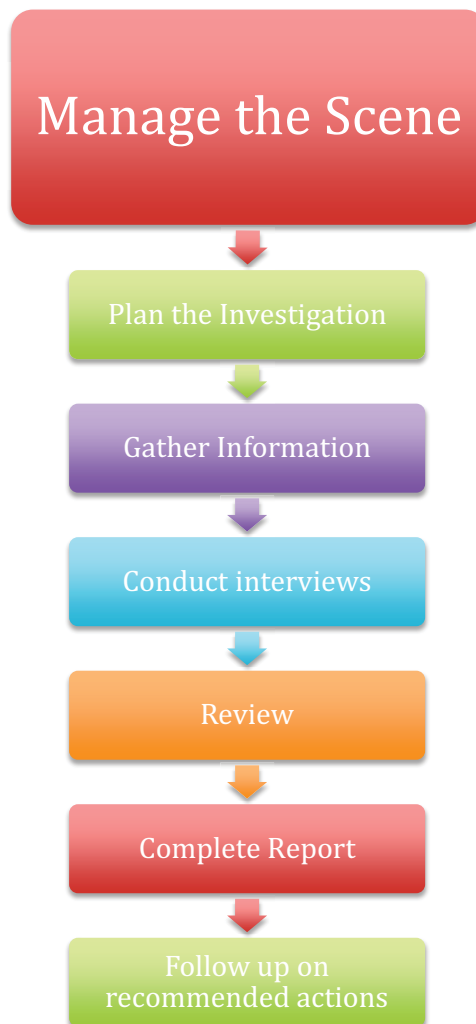 Manage the Scene
Plan the Investigation
Gather Information
Conduct interviews
Review
Complete Report
Follow up on
recommended actions